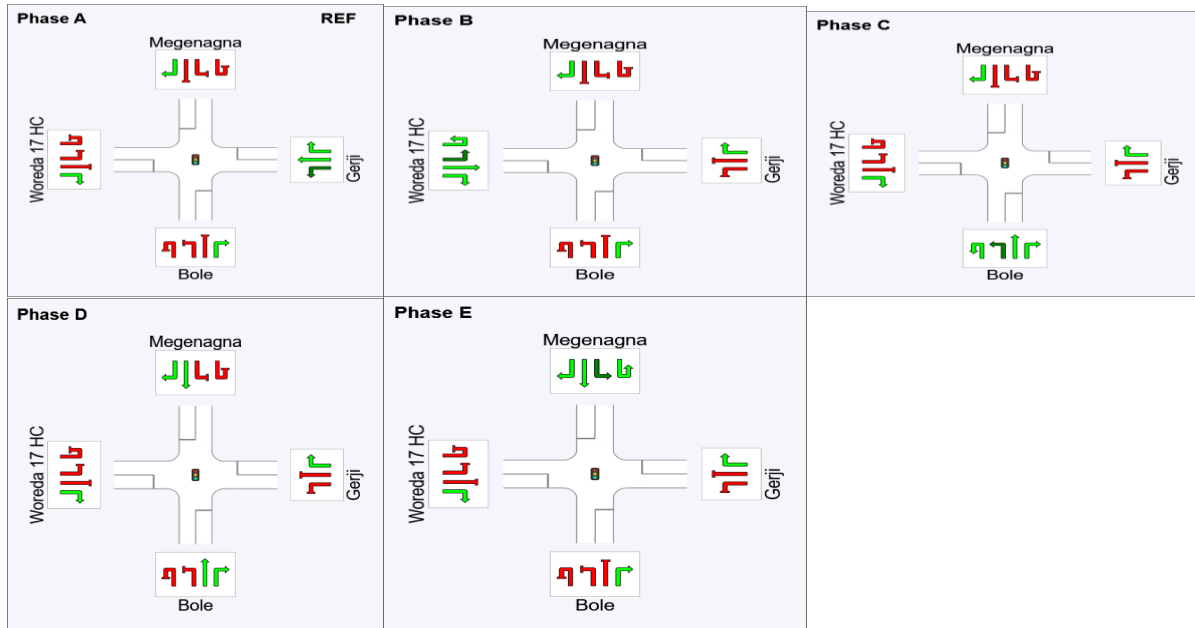 Phase A
REF
Megenagna
Woreda 17 HC
Gerji
Bole
Phase B
Megenagna
Woreda 17 HC
Gerji
Bole
Phase C
Megenagna
Woreda 17 HC
Gerji
Bole
Phase D
Megenagna
Woreda 17 HC
Gerji
Bole
Phase E
Megenagna
Woreda 17 HC
Gerji
Bole